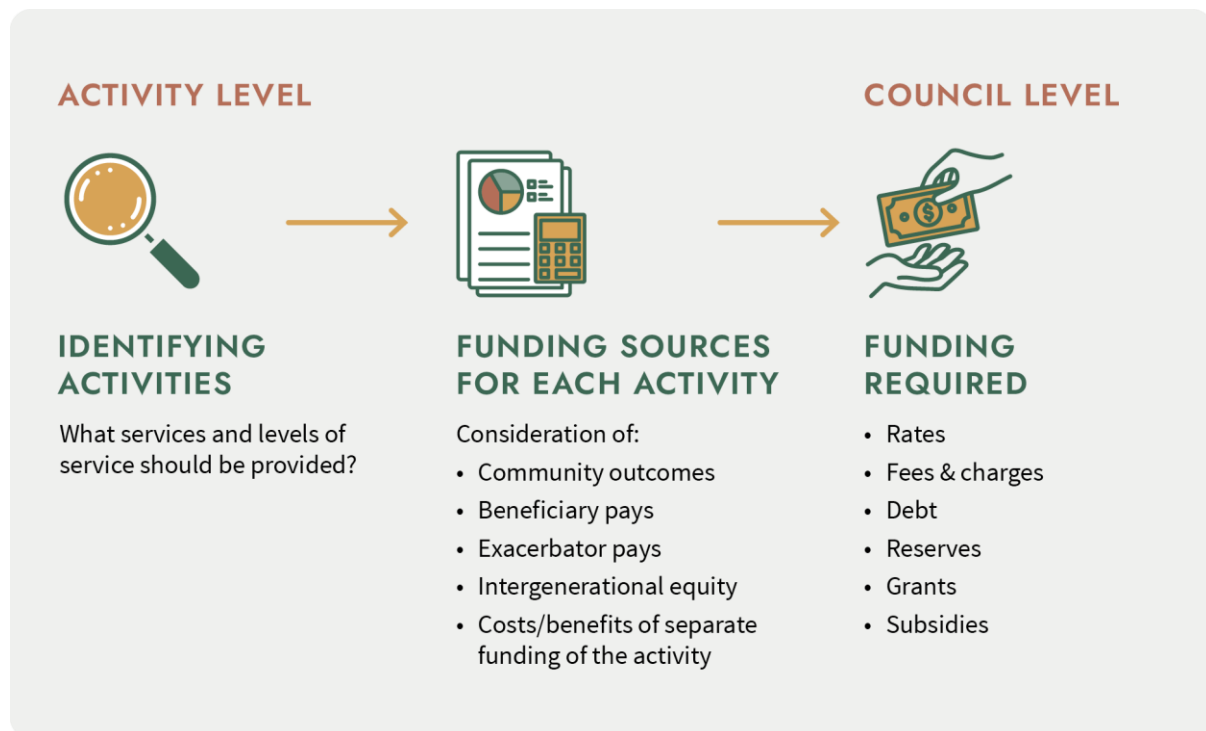 ACTIVITY LEVEL
IDENTIFYING
ACTIVITIES
What services and levels of
service should be provided?
FUNDING SOURCES
FOR EACH ACTIVITY
Consideration of:
• Community outcomes
• Beneficiary pays
• Exacerbator pays
• Intergenerational equity
• Costs/benefits of separate
funding of the activity
COUNCIL LEVEL
$
FUNDING
REQUIRED
• Rates
• Fees & charges
• Debt
• Reserves
• Grants
• Subsidies